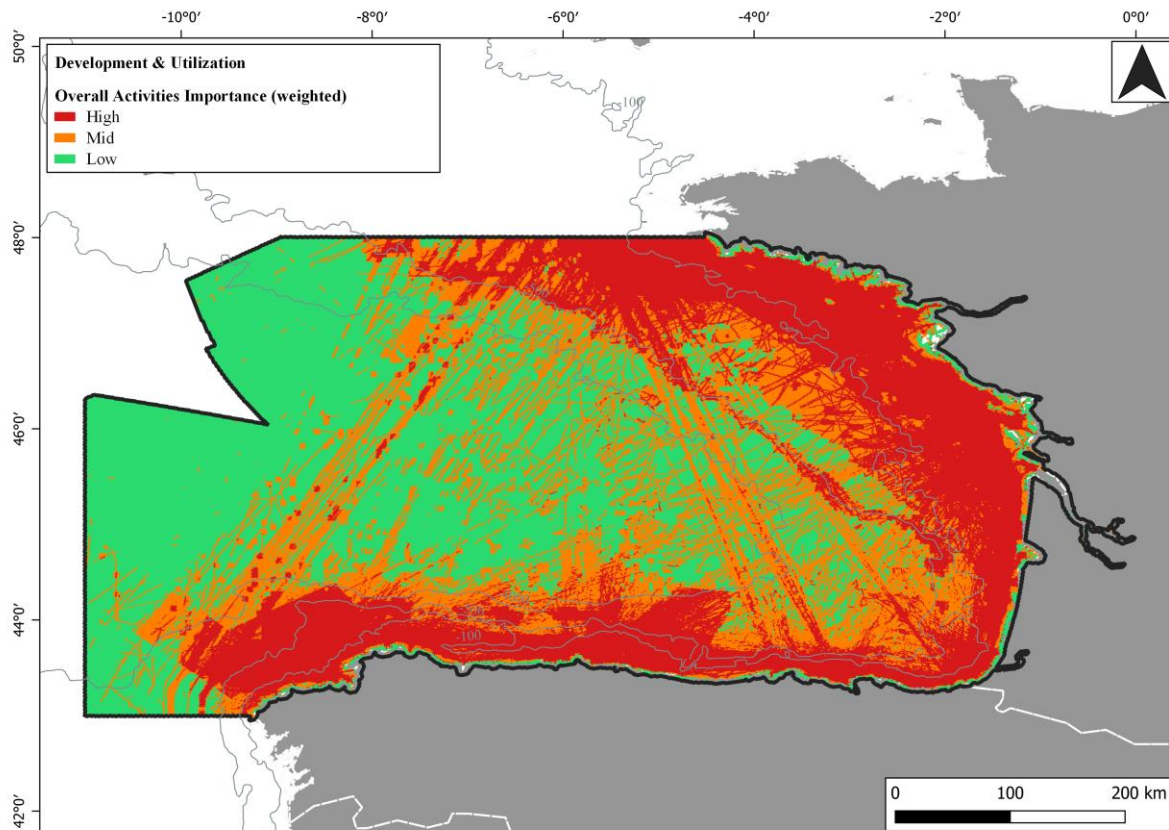 -10°0′ -8°0′ -6°0′ -4°0′ -2°0′ 0°0′
50°0′
Development & Utilization
Overall Activities Importance (weighted)
High
Mid
Low
-100
48°0′
46°0′
44°0′
-100
42°0′
0 100 200 km